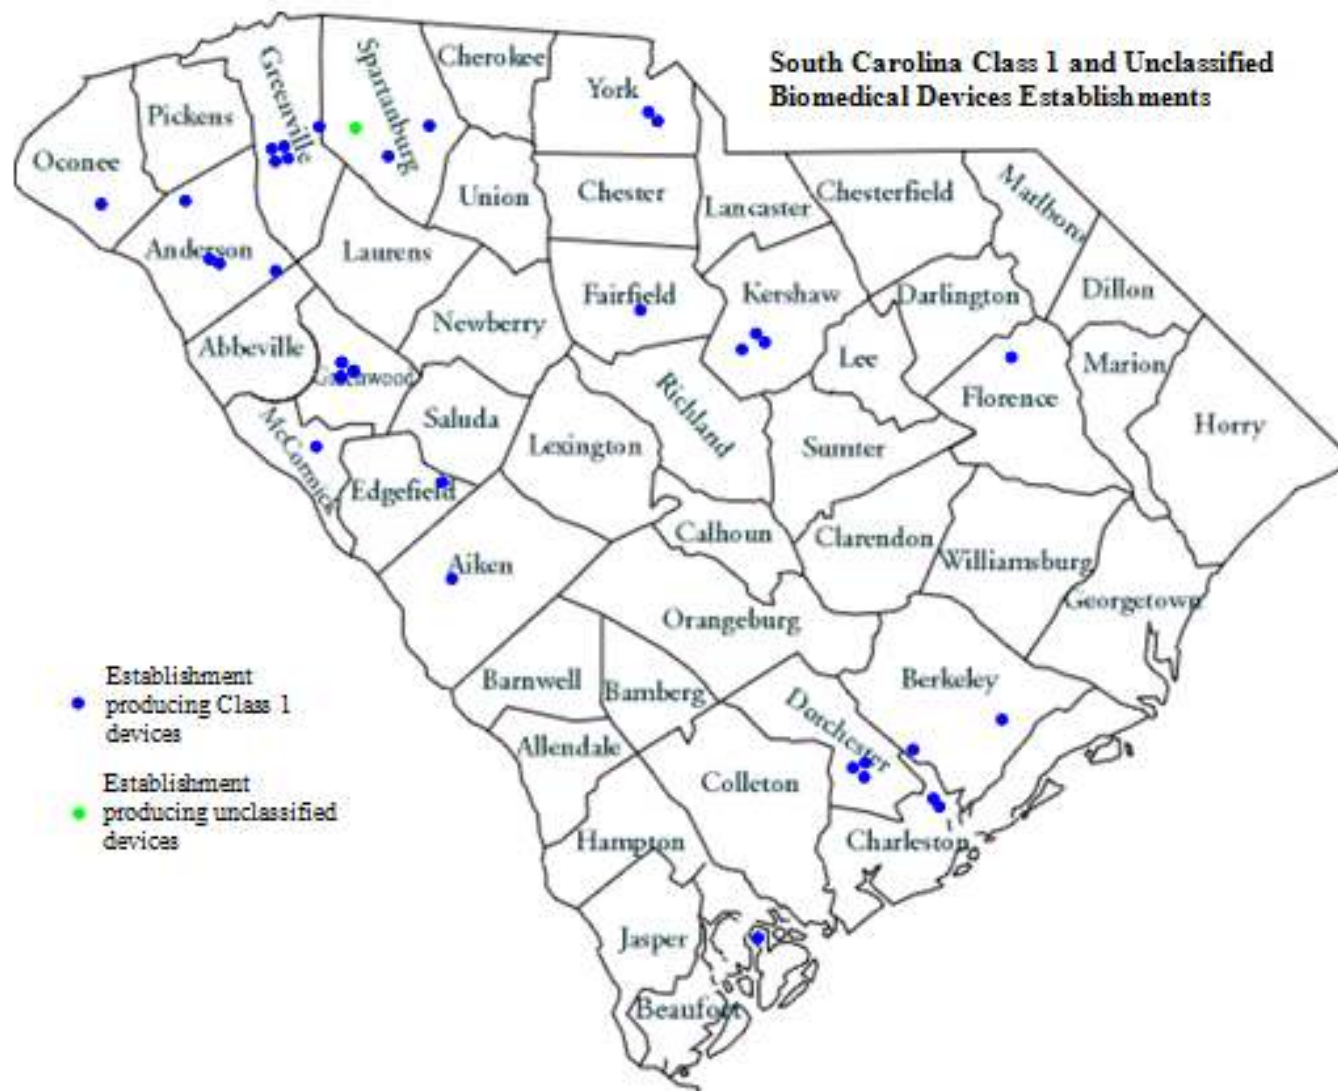 South Carolina Class 1 and Unclassified
Biomedical Devices Establishments
Cherokee
Greenville
Spartanburg
York
Pickens
Oconee
Union
Chester
Lancaster
Chesterfield
Marlboro
Anderson
Laurens
Fairfield
Kershaw
Darlington
Dillon
Newberry
Abbeville
Lee
Marion
Greenwood
Richland
Florence
Saluda
Horry
McCormick
Lexington
Sumter
Edgefield
Calhoun
Clarendon
Aiken
Williamsburg
Georgetown
Orangeburg
Barnwell
Bamberg
Berkeley
Dorchester
Allendale
Colleton
Hampton
Charleston
Jasper
Beaufort
Establishment
producing Class 1
devices
Establishment
producing unclassified
devices